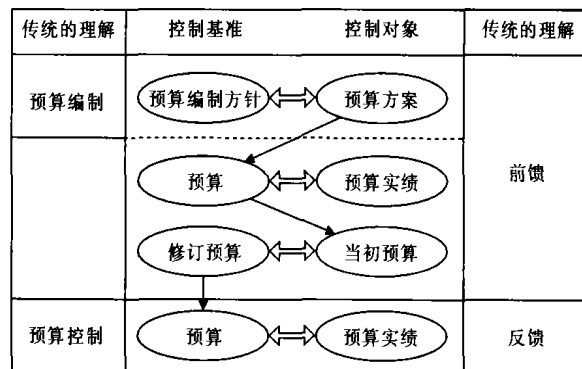 传统的理解 控制基准 控制对象 传统的理解
预算编制 预算编制方针 预算方案
预算 预算实绩 前馈
修订预算 当初预算
预算控制 预算 预算实绩 反馈